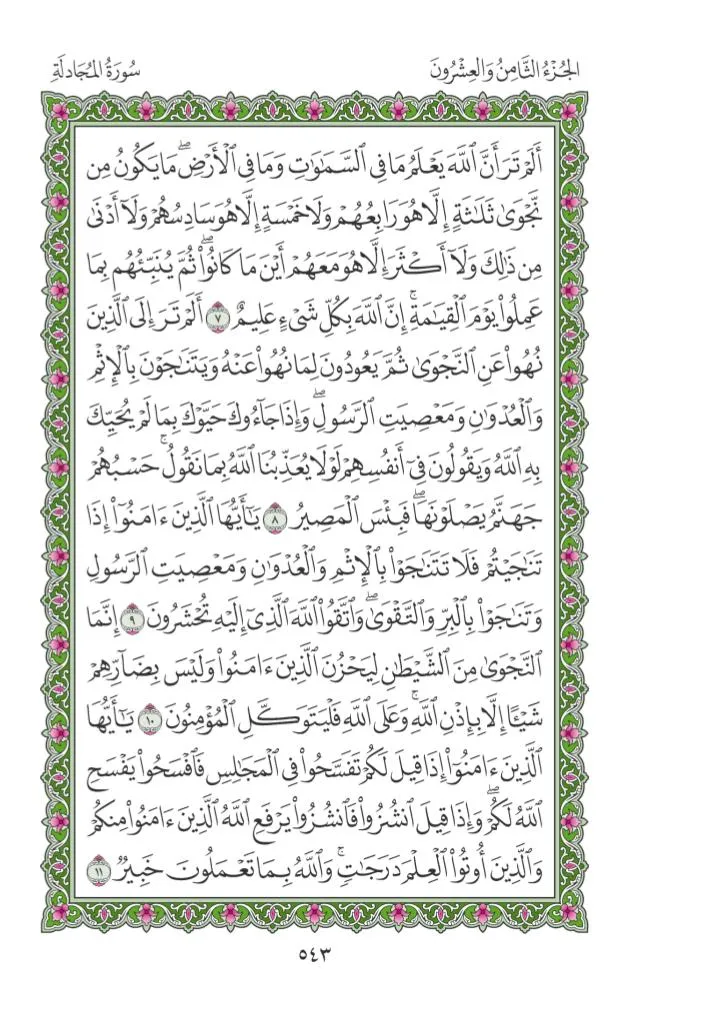 الجُزْءُ الثَّامِنُ وَالعِشْرُونَ
سُورَةُ المُجَادلَةِ
أَلَمْ تَرَ أَنَّ ٱللَّهَ يَعْلَمُ مَا فِي ٱلسَّمَٰوَٰتِ وَمَا فِي ٱلْأَرْضِۖ مَا يَكُونُ مِن
نَّجْوَىٰ ثَلَٰثَةٍ إِلَّا هُوَ رَابِعُهُمْ وَلَا خَمْسَةٍ إِلَّا هُوَ سَادِسُهُمْ وَلَآ أَدْنَىٰ
مِن ذَٰلِكَ وَلَآ أَكْثَرَ إِلَّا هُوَ مَعَهُمْ أَيْنَ مَا كَانُوا۟ۖ ثُمَّ يُنَبِّئُهُم بِمَا
عَمِلُوا۟ يَوْمَ ٱلْقِيَٰمَةِۚ إِنَّ ٱللَّهَ بِكُلِّ شَىْءٍ عَلِيمٌ ٧ أَلَمْ تَرَ إِلَى ٱلَّذِينَ
نُهُوا۟ عَنِ ٱلنَّجْوَىٰ ثُمَّ يَعُودُونَ لِمَا نُهُوا۟ عَنْهُ وَيَتَنَٰجَوْنَ بِٱلْإِثْمِ
وَٱلْعُدْوَٰنِ وَمَعْصِيَتِ ٱلرَّسُولِۖ وَإِذَا جَآءُوكَ حَيَّوْكَ بِمَا لَمْ يُحَيِّكَ
بِهِ ٱللَّهُ وَيَقُولُونَ فِىٓ أَنفُسِهِمْ لَوْلَا يُعَذِّبُنَا ٱللَّهُ بِمَا نَقُولُۚ حَسْبُهُمْ
جَهَنَّمُ يَصْلَوْنَهَاۖ فَبِئْسَ ٱلْمَصِيرُ ٨ يَٰٓأَيُّهَا ٱلَّذِينَ ءَامَنُوٓا۟ إِذَا
تَنَٰجَيْتُمْ فَلَا تَتَنَٰجَوْا۟ بِٱلْإِثْمِ وَٱلْعُدْوَٰنِ وَمَعْصِيَتِ ٱلرَّسُولِ
وَتَنَٰجَوْا۟ بِٱلْبِرِّ وَٱلتَّقْوَىٰۖ وَٱتَّقُوا۟ ٱللَّهَ ٱلَّذِىٓ إِلَيْهِ تُحْشَرُونَ ٩ إِنَّمَا
ٱلنَّجْوَىٰ مِنَ ٱلشَّيْطَٰنِ لِيَحْزُنَ ٱلَّذِينَ ءَامَنُوا۟ وَلَيْسَ بِضَآرِّهِمْ
شَيْـًٔا إِلَّا بِإِذْنِ ٱللَّهِۚ وَعَلَى ٱللَّهِ فَلْيَتَوَكَّلِ ٱلْمُؤْمِنُونَ ١٠ يَٰٓأَيُّهَا
ٱلَّذِينَ ءَامَنُوٓا۟ إِذَا قِيلَ لَكُمْ تَفَسَّحُوا۟ فِى ٱلْمَجَٰلِسِ فَٱفْسَحُوا۟ يَفْسَحِ
ٱللَّهُ لَكُمْۖ وَإِذَا قِيلَ ٱنشُزُوا۟ فَٱنشُزُوا۟ يَرْفَعِ ٱللَّهُ ٱلَّذِينَ ءَامَنُوا۟ مِنكُمْ
وَٱلَّذِينَ أُوتُوا۟ ٱلْعِلْمَ دَرَجَٰتٍۚ وَٱللَّهُ بِمَا تَعْمَلُونَ خَبِيرٌ ١١
٥٤٣